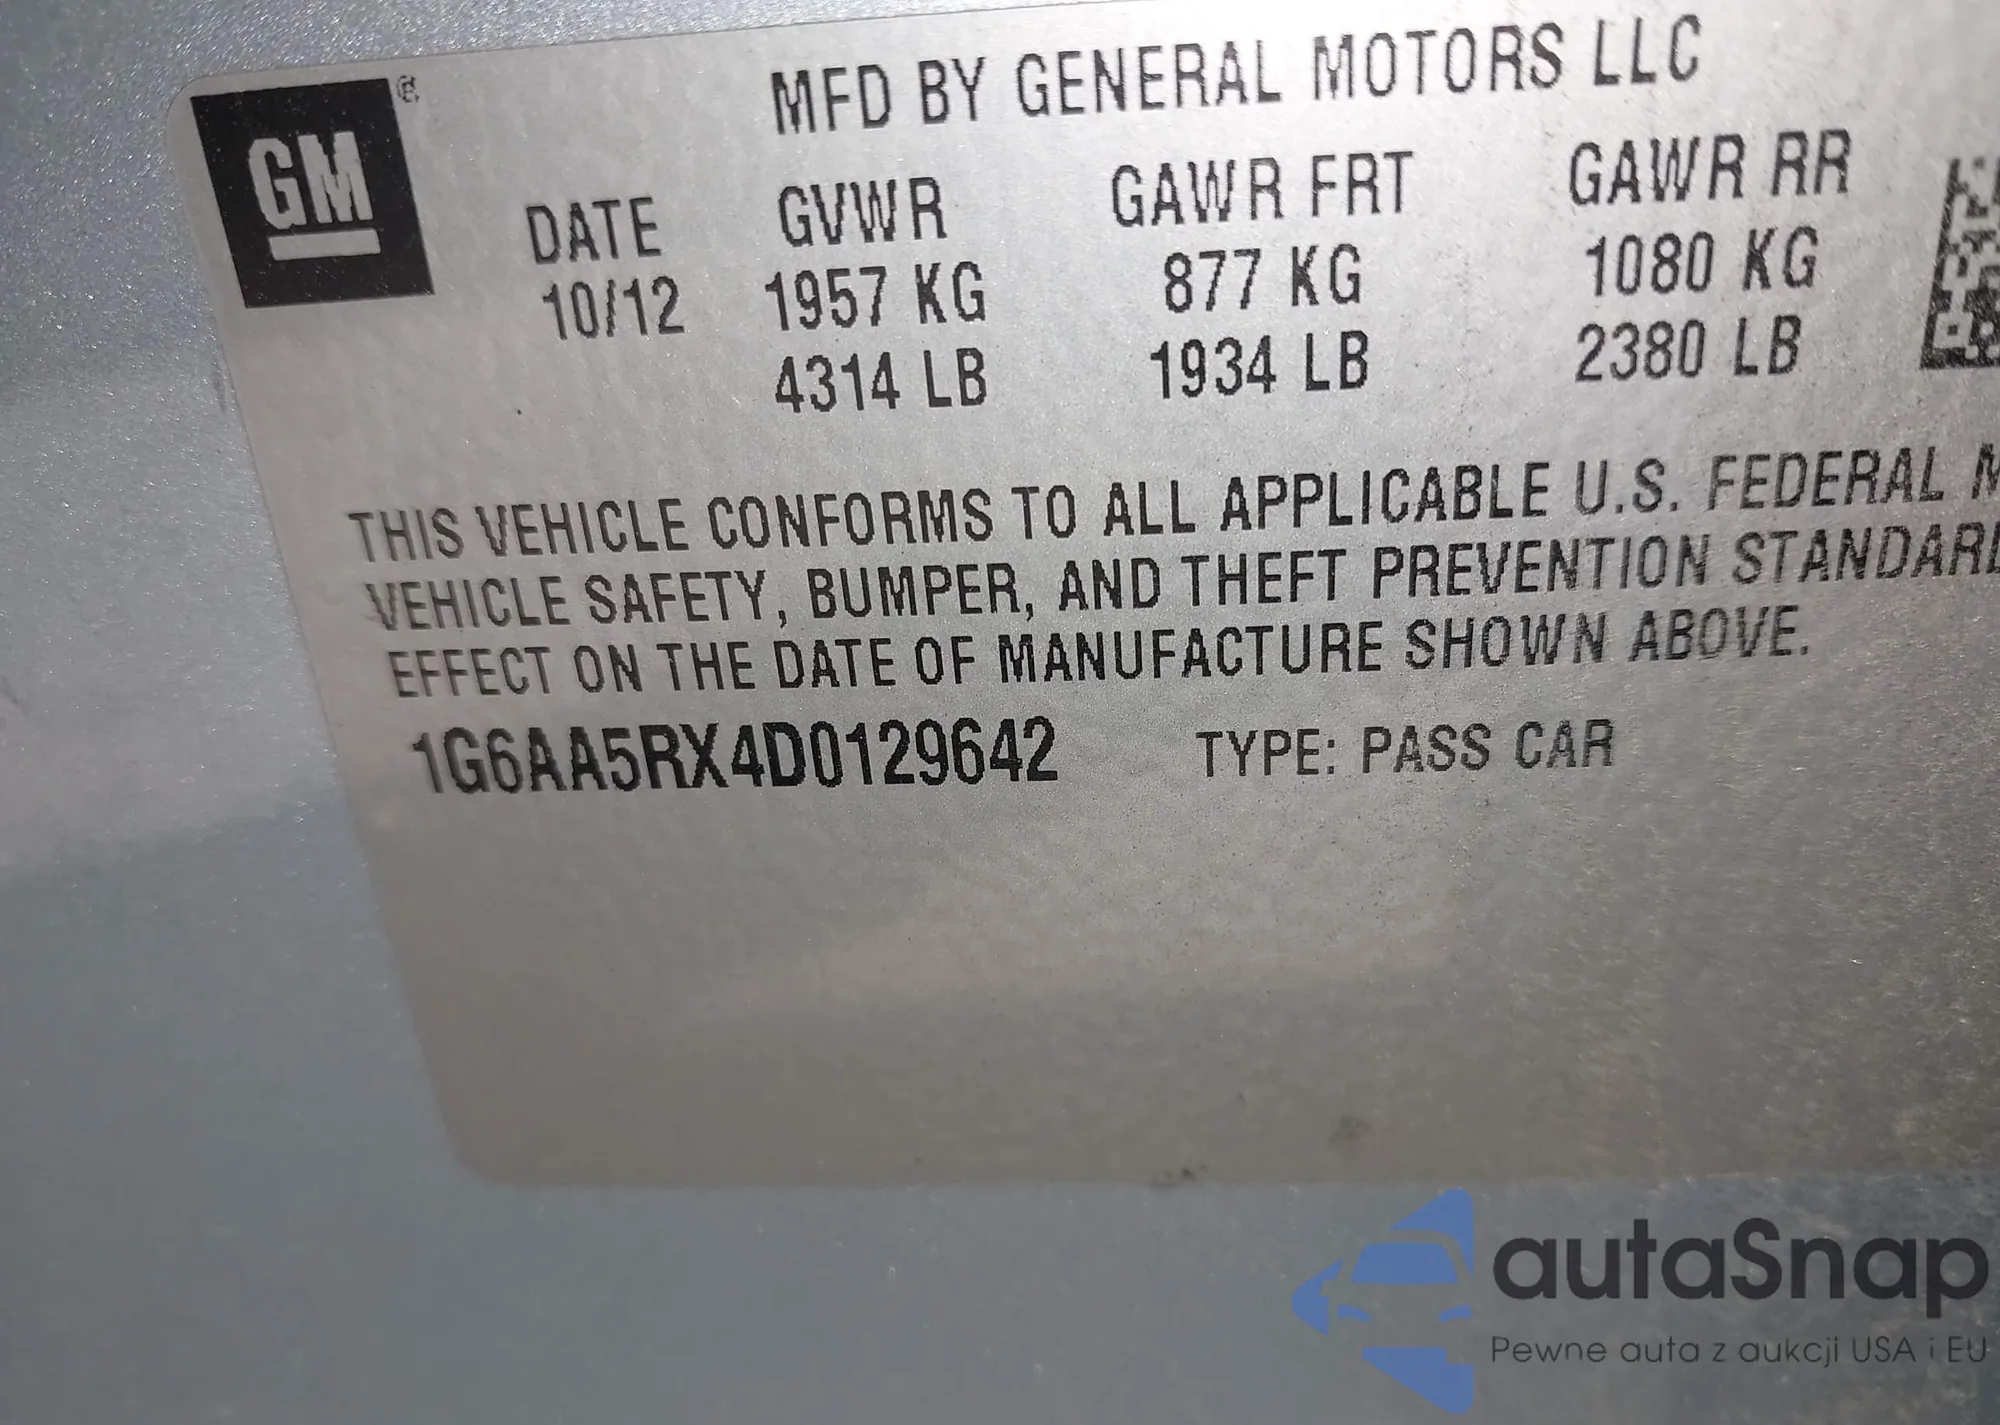 GM®
MFD BY GENERAL MOTORS LLC
DATE GVWR GAWR FRT GAWR RR
10/12 1957 KG 877 KG 1080 KG
4314 LB 1934 LB 2380 LB
THIS VEHICLE CONFORMS TO ALL APPLICABLE U.S. FEDERAL M
VEHICLE SAFETY, BUMPER, AND THEFT PREVENTION STANDARD
EFFECT ON THE DATE OF MANUFACTURE SHOWN ABOVE.
1G6AA5RX4D0129642 TYPE: PASS CAR
autaSnap
Pewne auta z aukcji USA i EU